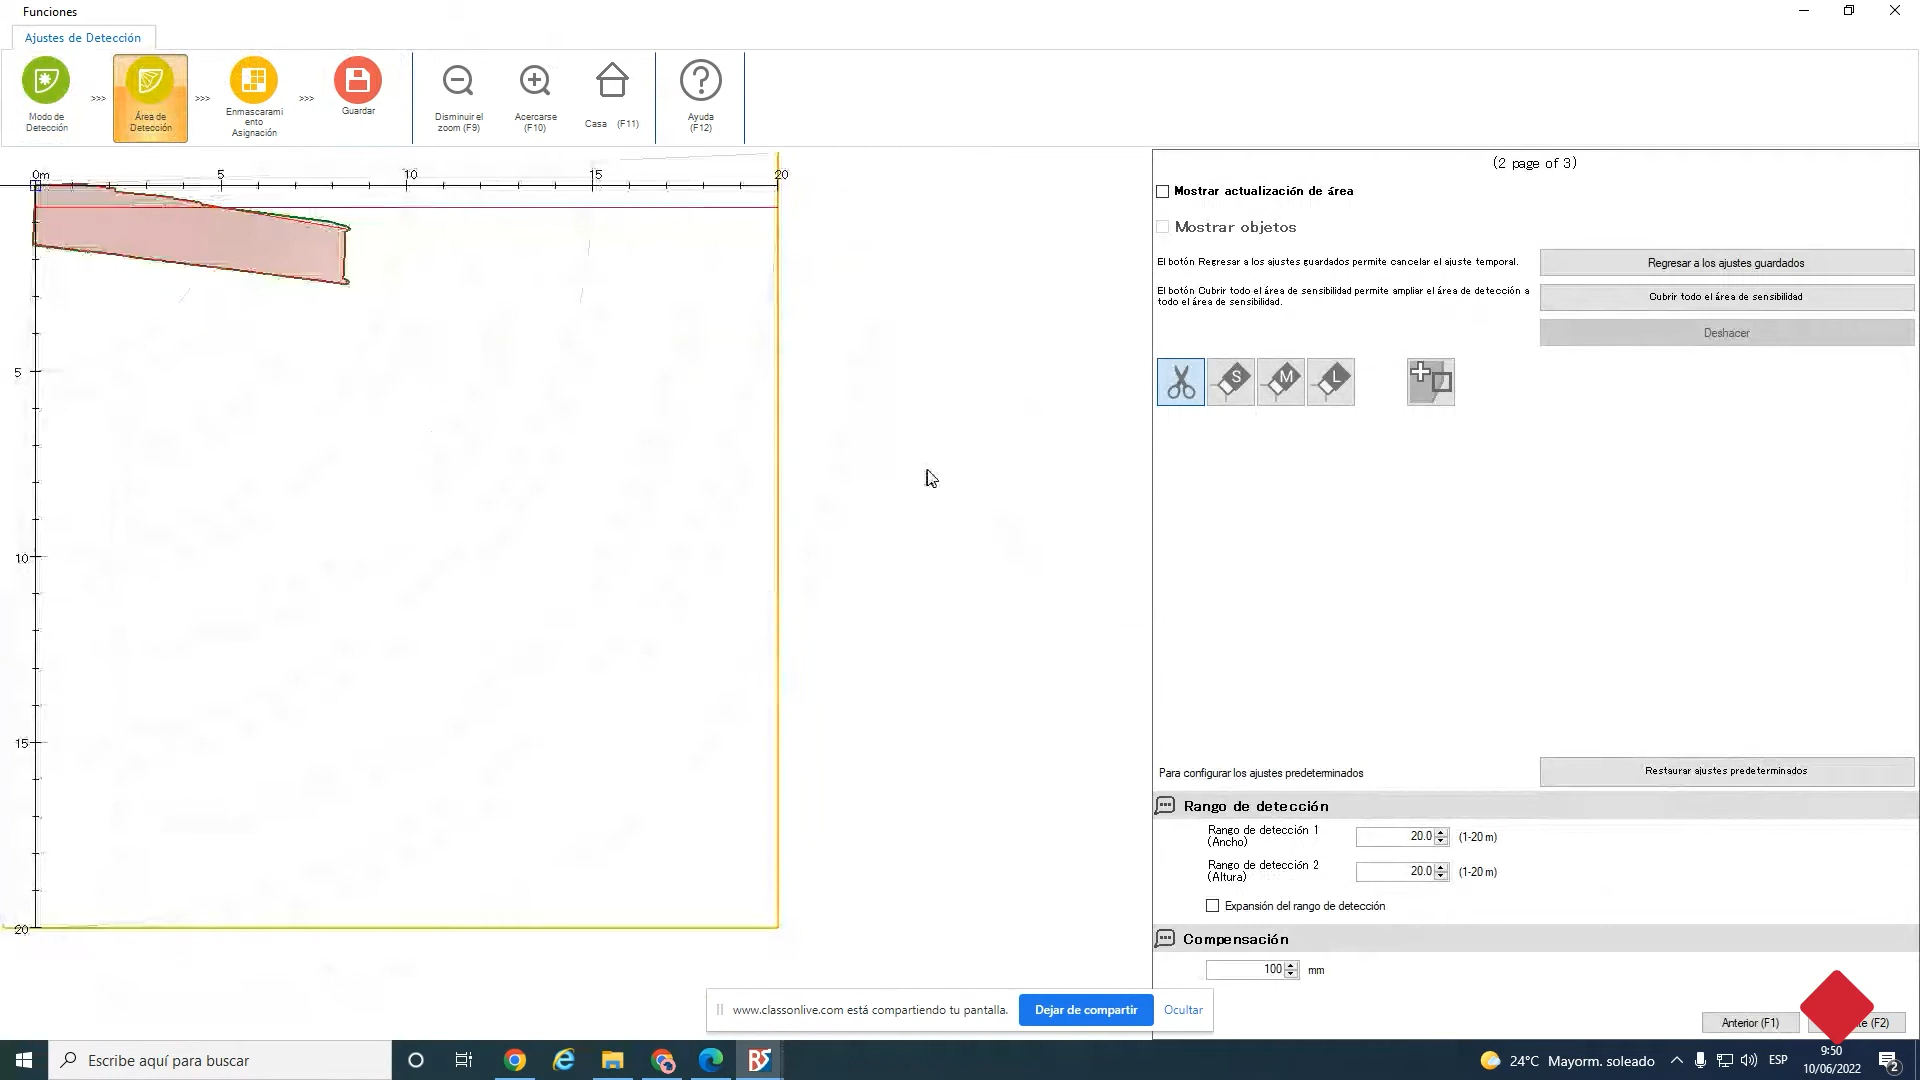 Funciones
Ajustes de Detección
Modo de
Detección
>>>
Área de
Detección
>>>
Enmascarami
ento
Asignación
>>>
Guardar
Disminuir el
zoom (F9)
Acercarse
(F10)
Casa (F11)
Ayuda
(F12)
0m 5 10 15 20
5
10
15
20
(2 page of 3)
Mostrar actualización de área
Mostrar objetos
El botón Regresar a los ajustes guardados permite cancelar el ajuste temporal.
Regresar a los ajustes guardados
El botón Cubrir todo el área de sensibilidad permite ampliar el área de detección a
todo el área de sensibilidad.
Cubrir todo el área de sensibilidad
Deshacer
S M L
Para configurar los ajustes predeterminados
Restaurar ajustes predeterminados
Rango de detección
Rango de detección 1
(Ancho)
20.0 (1-20 m)
Rango de detección 2
(Altura)
20.0 (1-20 m)
Expansión del rango de detección
Compensación
100 mm
www.classonlive.com está compartiendo tu pantalla.
Dejar de compartir
Ocultar
Anterior (F1)
(F2)
Escribe aquí para buscar
24°C Mayorm. soleado
ESP
9:50
10/06/2022
2